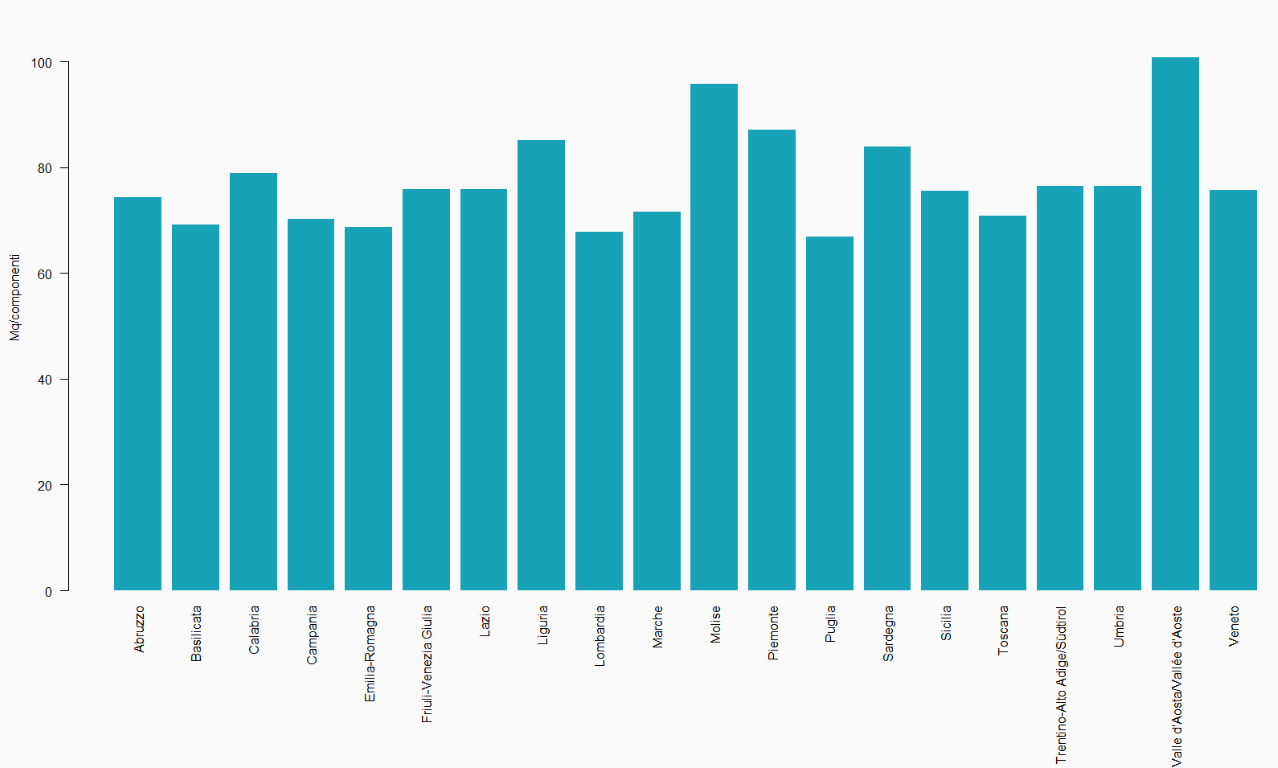 100
80
60
40
20
0
Mq/componenti
Abruzzo
Basilicata
Calabria
Campania
Emilia-Romagna
Friuli-Venezia Giulia
Lazio
Liguria
Lombardia
Marche
Molise
Piemonte
Puglia
Sardegna
Sicilia
Toscana
Trentino-Alto Adige/Südtirol
Umbria
Valle d'Aosta/Vallée d'Aoste
Veneto